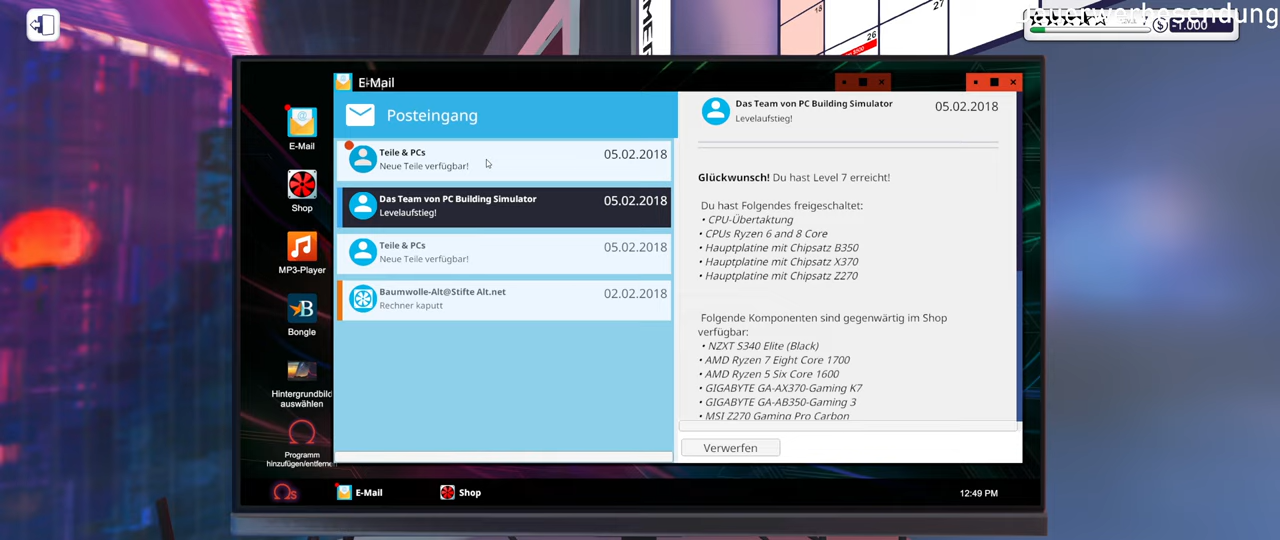 15
27
26
$ -1.000
E-Mail
Posteingang
Teile & PCs
05.02.2018
Neue Teile verfügbar!
Das Team von PC Building Simulator
05.02.2018
Levelaufstieg!
Teile & PCs
05.02.2018
Neue Teile verfügbar!
Baumwolle-Alt@Stifte Alt.net
02.02.2018
Rechner kaputt
Das Team von PC Building Simulator
05.02.2018
Levelaufstieg!
Glückwunsch! Du hast Level 7 erreicht!
Du hast Folgendes freigeschaltet:
• CPU-Übertaktung
• CPUs Ryzen 6 and 8 Core
• Hauptplatine mit Chipsatz B350
• Hauptplatine mit Chipsatz X370
• Hauptplatine mit Chipsatz Z270
Folgende Komponenten sind gegenwärtig im Shop
verfügbar:
• NZXT S340 Elite (Black)
• AMD Ryzen 7 Eight Core 1700
• AMD Ryzen 5 Six Core 1600
• GIGABYTE GA-AX370-Gaming K7
• GIGABYTE GA-AB350-Gaming 3
• MSI Z270 Gaming Pro Carbon
Verwerfen
E-Mail
Shop
MP3-Player
Bongle
Hintergrundbild
auswählen
Programm
hinzufügen/entfernen
E-Mail
Shop
12:49 PM